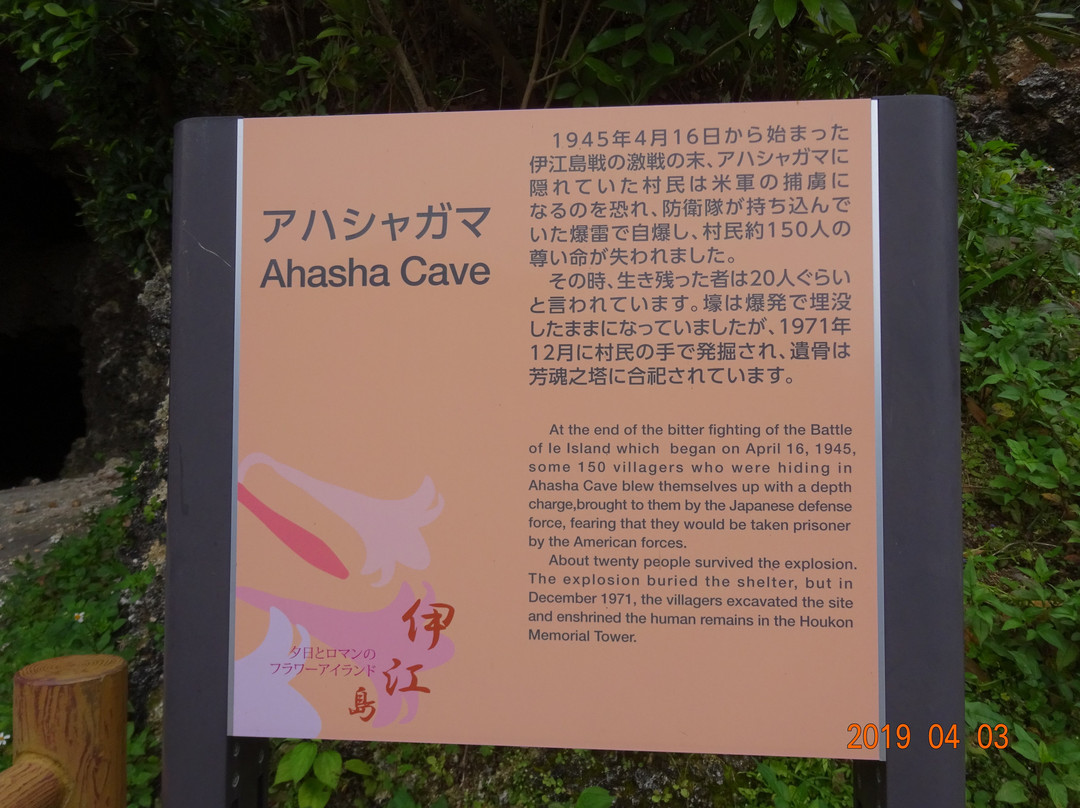 アハシャガマ
Ahasha Cave
1945年4月16日から始まった
伊江島戦の激戦の末、アハシャガマに
隠れていた村民は米軍の捕虜に
なるのを恐れ、防衛隊が持ち込んで
いた爆雷で自爆し、村民約150人の
尊い命が失われました。
その時、生き残った者は20人ぐらい
と言われています。壕は爆発で埋没
したままになっていましたが、1971年
12月に村民の手で発掘され、遺骨は
芳魂之塔に合祀されています。
At the end of the bitter fighting of the Battle
of Ie Island which began on April 16, 1945,
some 150 villagers who were hiding in
Ahasha Cave blew themselves up with a depth
charge,brought to them by the Japanese defense
force, fearing that they would be taken prisoner
by the American forces.
About twenty people survived the explosion.
The explosion buried the shelter, but in
December 1971, the villagers excavated the site
and enshrined the human remains in the Houkon
Memorial Tower.
夕日とロマンの
フラワーアイランド
伊江島
2019 04 03